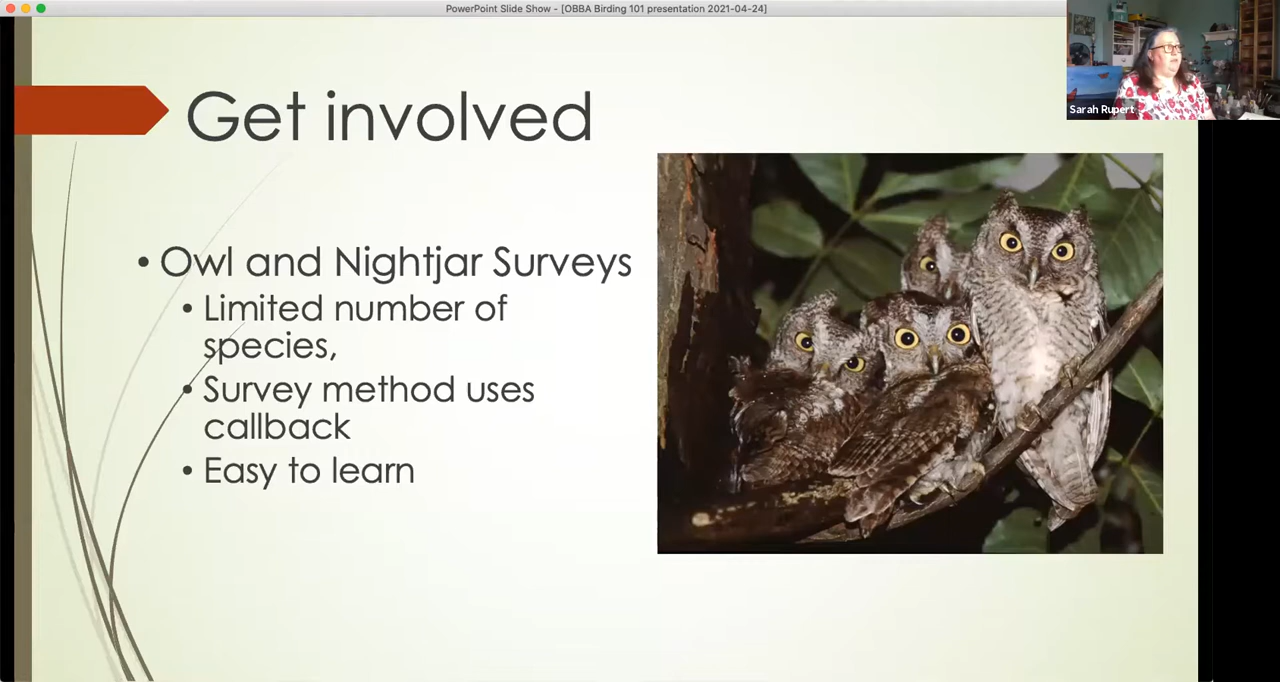 PowerPoint Slide Show - [OBBA Birding 101 presentation 2021-04-24]
Sarah Rupert
Get involved
• Owl and Nightjar Surveys
• Limited number of
species,
• Survey method uses
callback
• Easy to learn